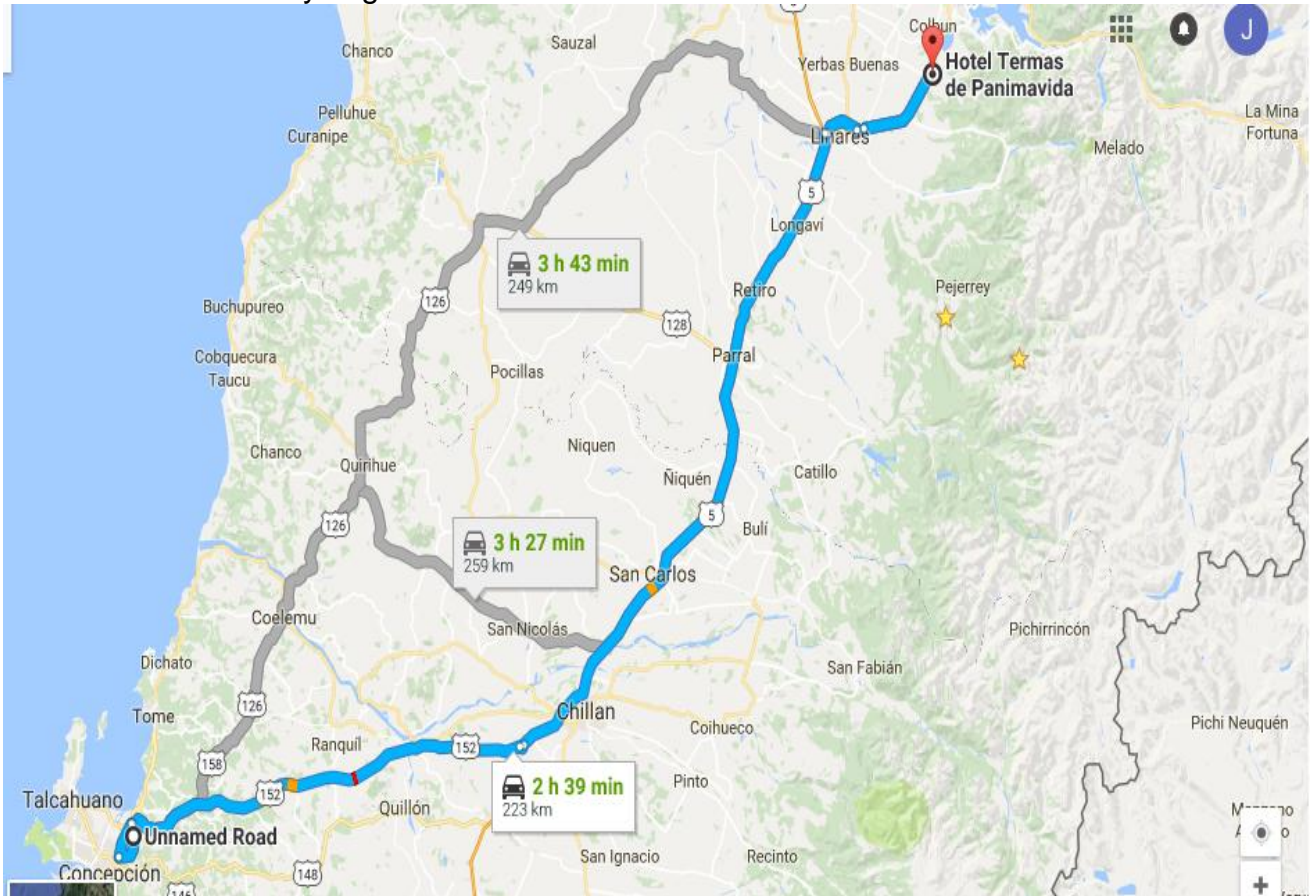 Colbun
Chanco
Sauzal
Yerbas Buenas
Hotel Termas
de Panimavida
J
Pelluhue
Curanipe
La Mina
Fortuna
Linares
Melado
5
Longaví
3 h 43 min
249 km
Retiro
Pejerrey
126
Buchupureo
128
Parral
Cobquecura
Taucu
Pocillas
Chanco
Quirihue
Niquen
Ñiquén
Catillo
126
5
Bulí
3 h 27 min
259 km
San Carlos
Coelemu
San Nicolás
Pichirrincón
Dichato
San Fabián
126
Tome
Chillan
Coihueco
Pichi Neuquén
Ranquil
152
158
152
2 h 39 min
223 km
Pinto
Talcahuano
Quillón
Unnamed Road
San Ignacio
Recinto
Concepción
148
146
+